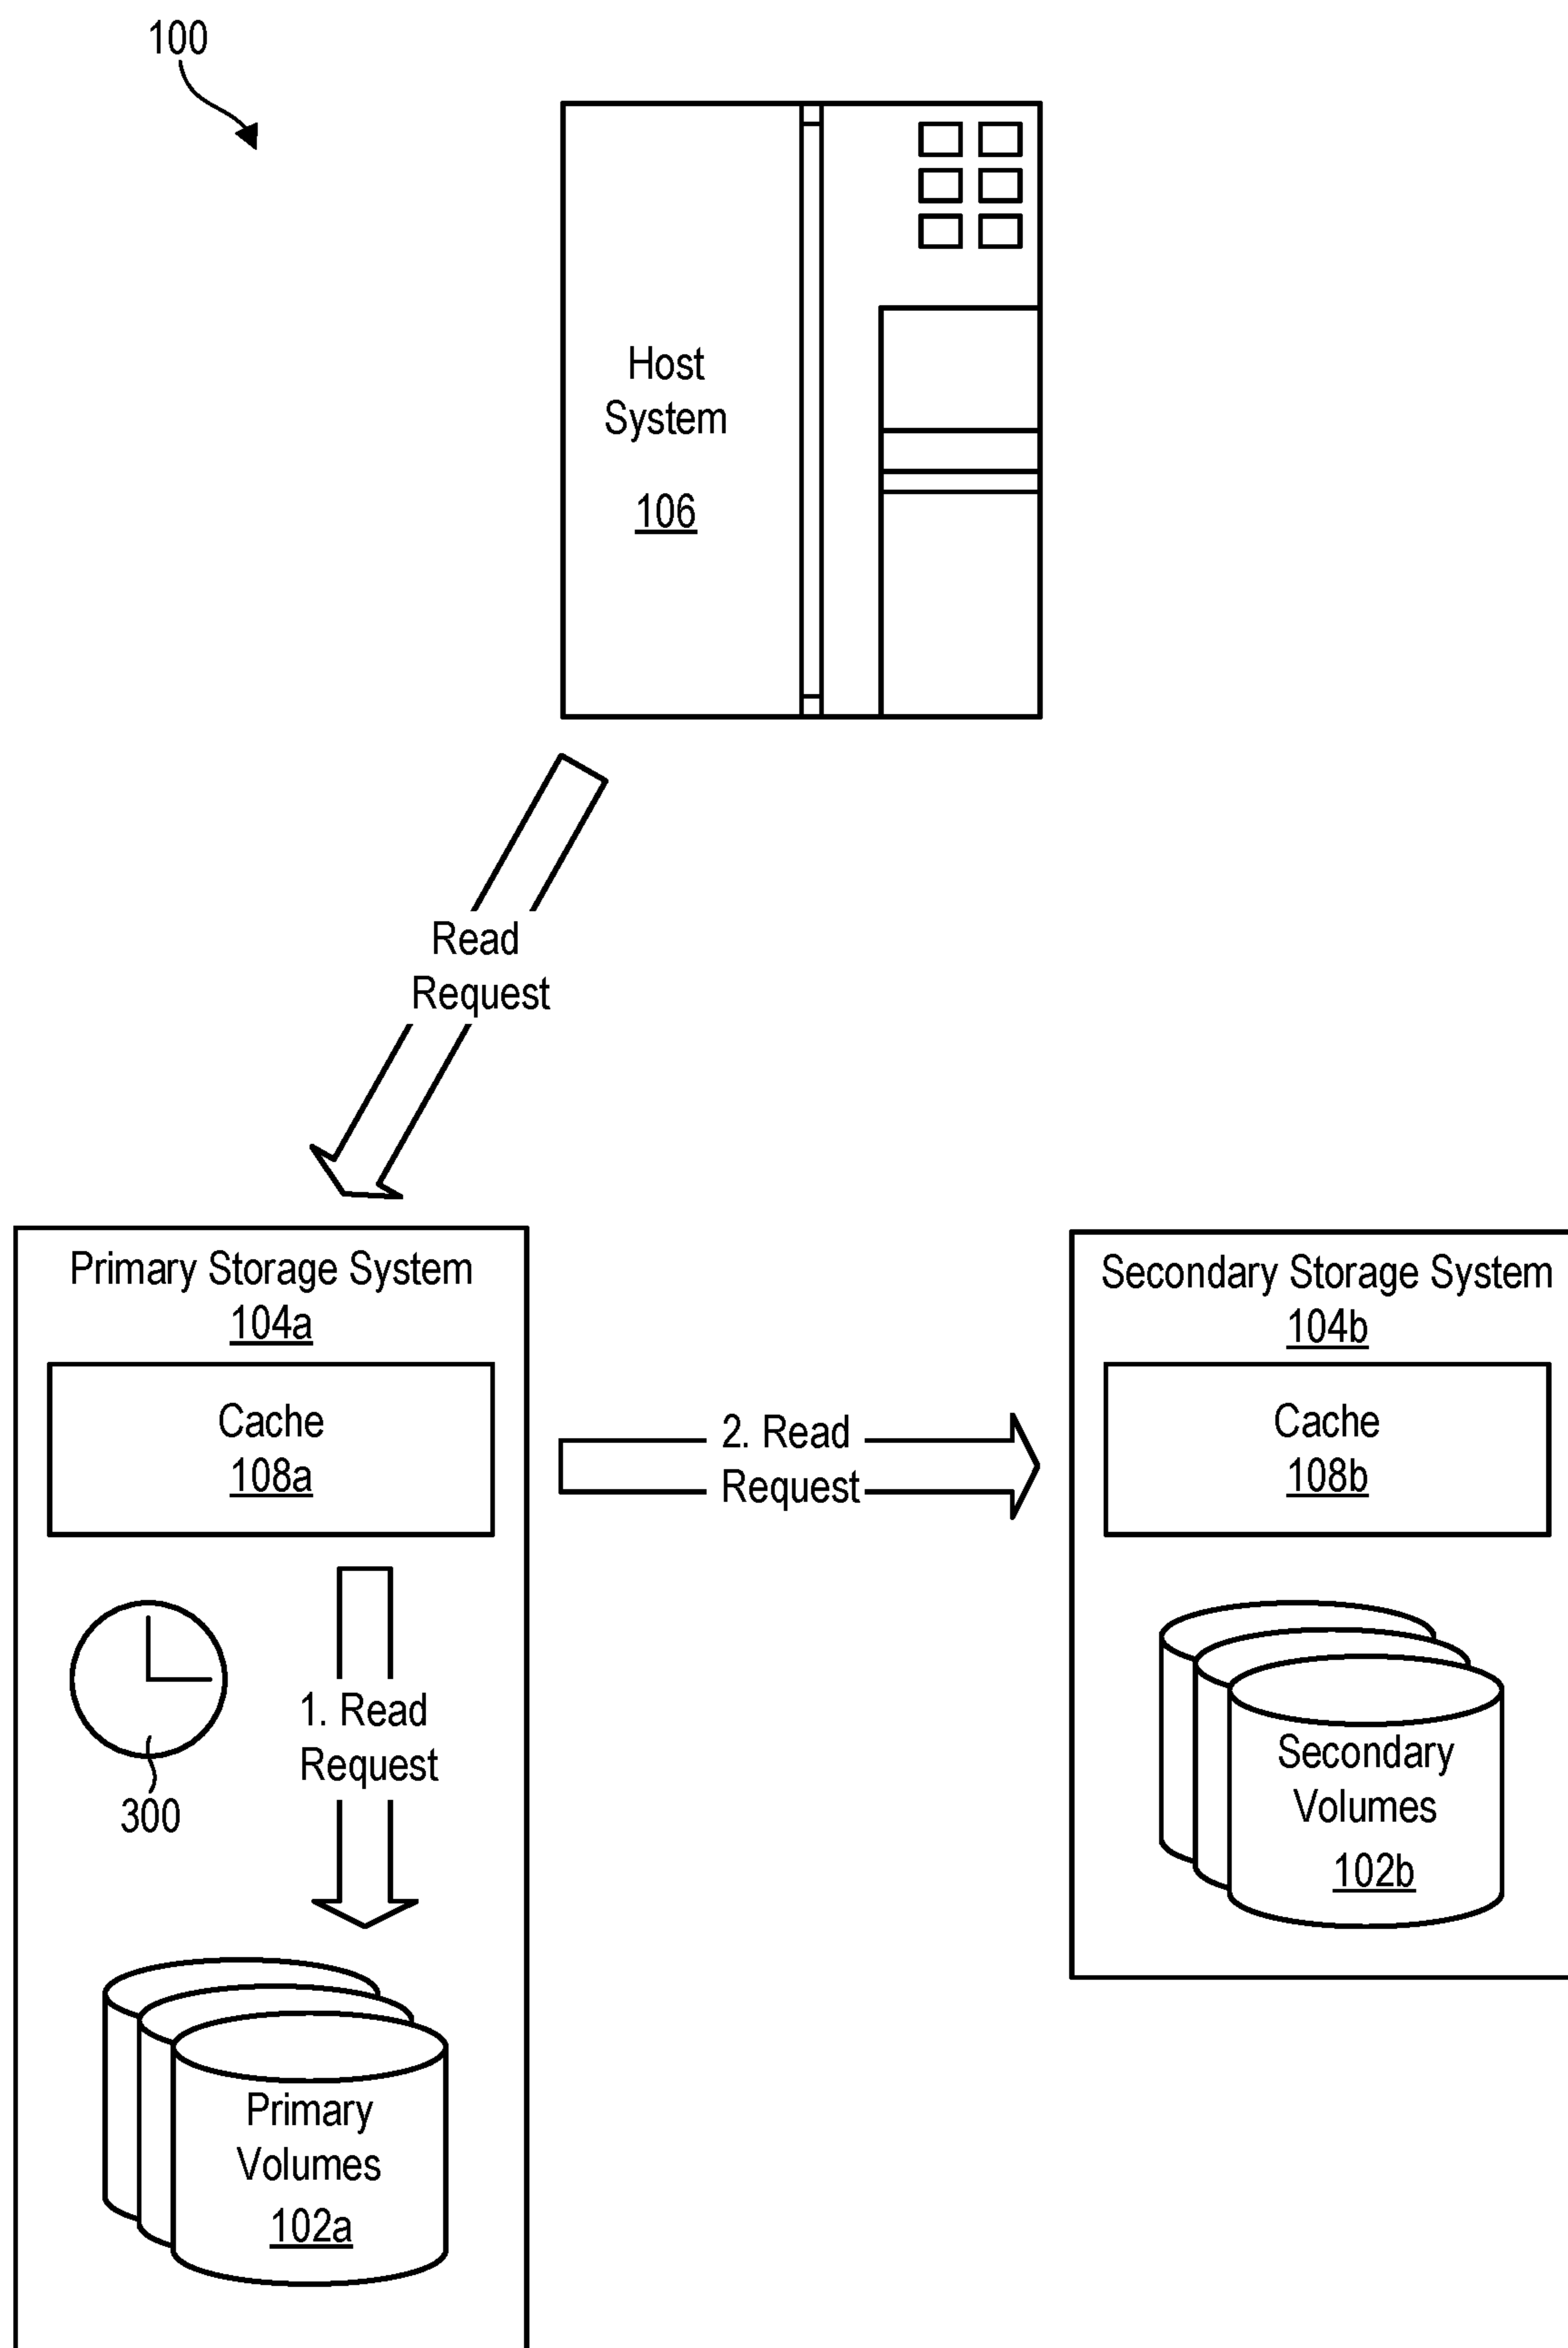 100
Host
System
106
Read
Request
Primary Storage System
104a
Cache
108a
1. Read
Request
300
Primary
Volumes
102a
2. Read
Request
Secondary Storage System
104b
Cache
108b
Secondary
Volumes
102b